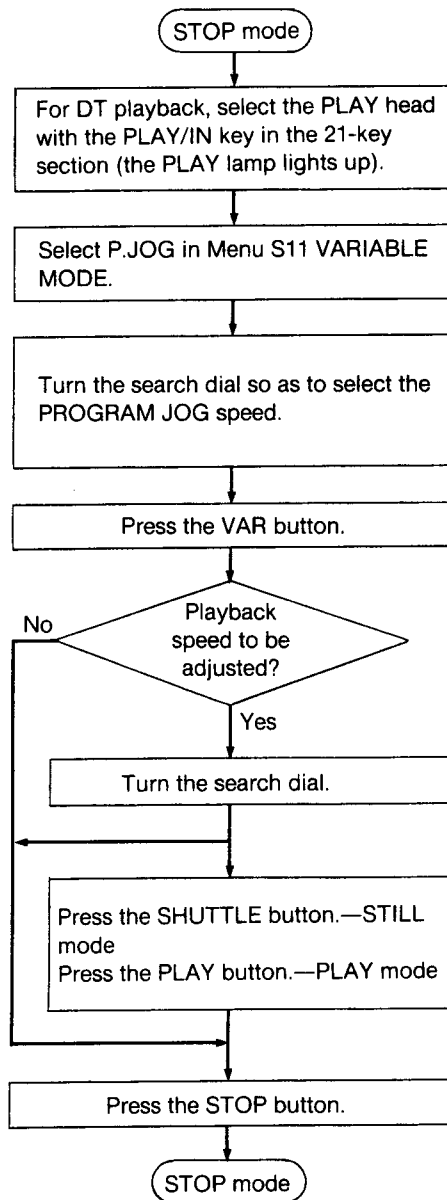 STOP mode
For DT playback, select the PLAY head
with the PLAY/IN key in the 21-key
section (the PLAY lamp lights up).
Select P.JOG in Menu S11 VARIABLE
MODE.
Turn the search dial so as to select the
PROGRAM JOG speed.
Press the VAR button.
Playback
speed to be
adjusted?
No
Yes
Turn the search dial.
Press the SHUTTLE button.—STILL
mode
Press the PLAY button.—PLAY mode
Press the STOP button.
STOP mode